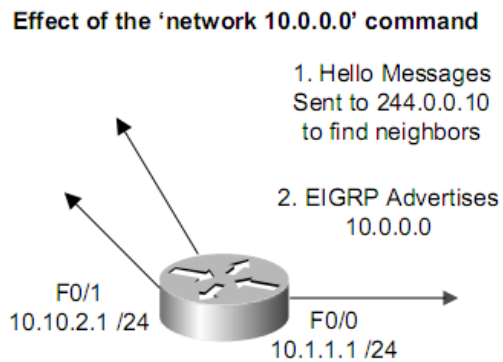 Effect of the ‘network 10.0.0.0’ command
1. Hello Messages
Sent to 244.0.0.10
to find neighbors
2. EIGRP Advertises
10.0.0.0
F0/1
10.10.2.1 /24
F0/0
10.1.1.1 /24